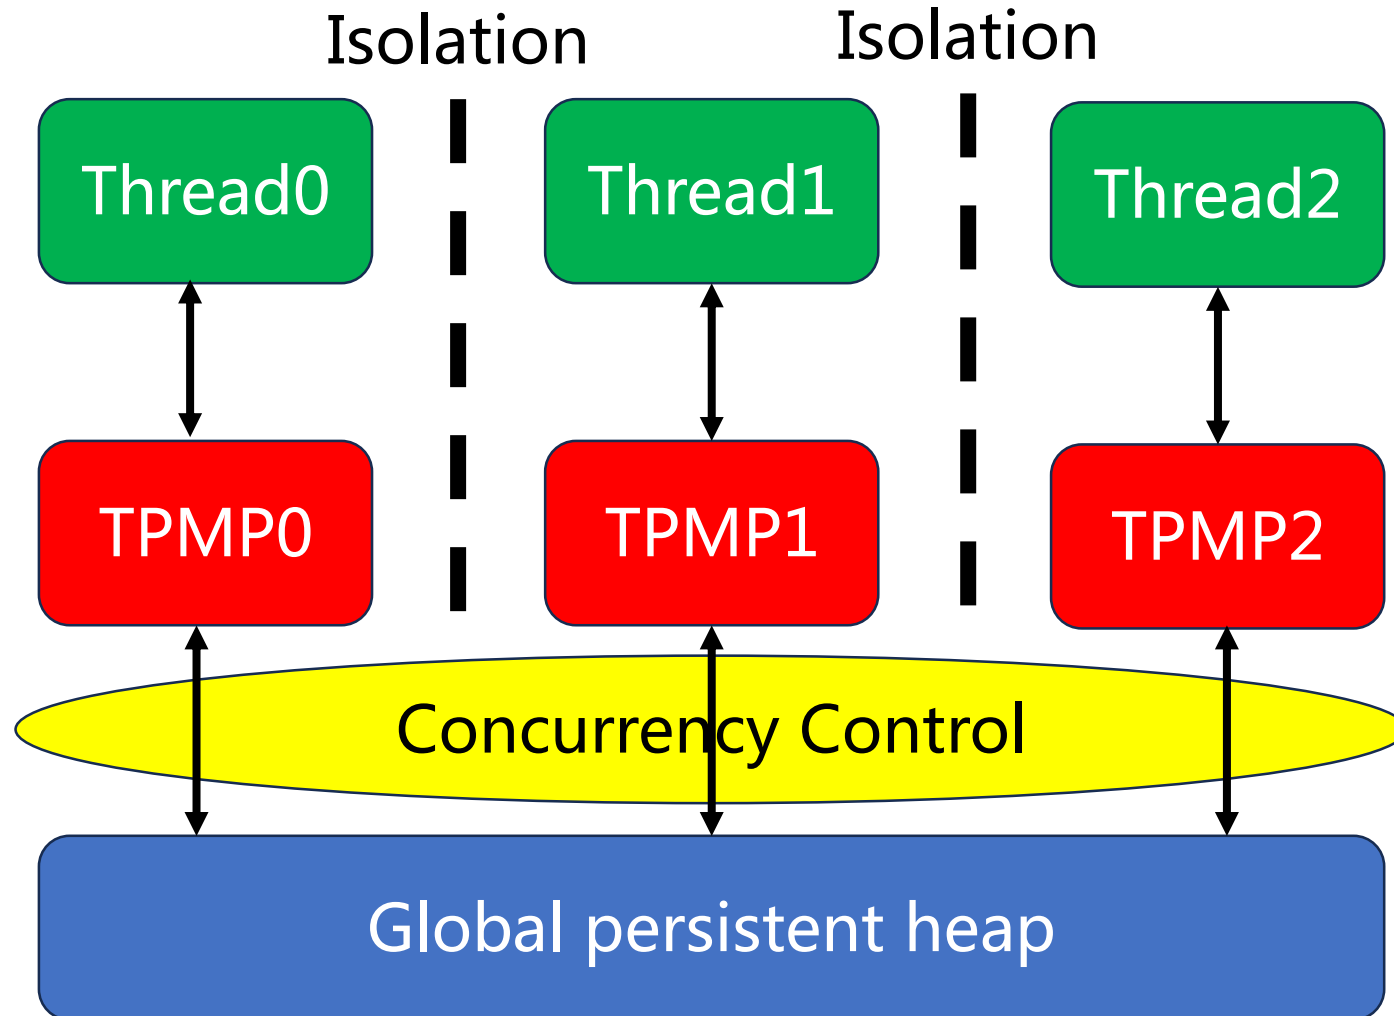 Isolation
Isolation
Thread0
Thread1
Thread2
TPMP0
TPMP1
TPMP2
Concurrency Control
Global persistent heap